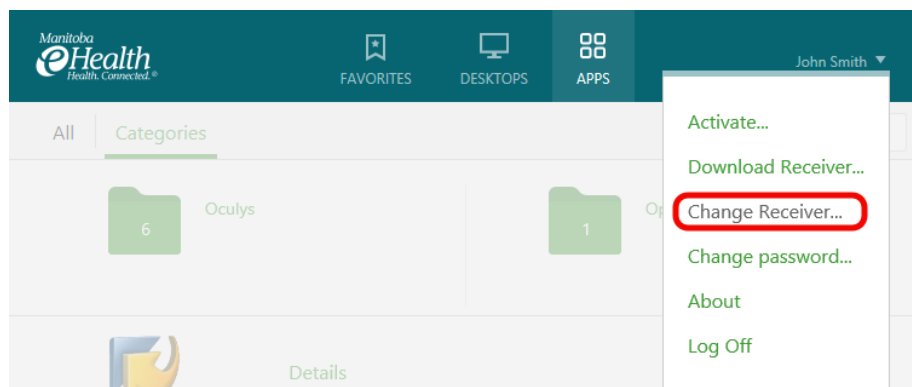 Manitoba
eHealth
Health. Connected.®
FAVORITES
DESKTOPS
APPS
John Smith
All
Categories
6
Oculys
1
Activate...
Download Receiver...
Change Receiver...
Change password...
About
Log Off
Details